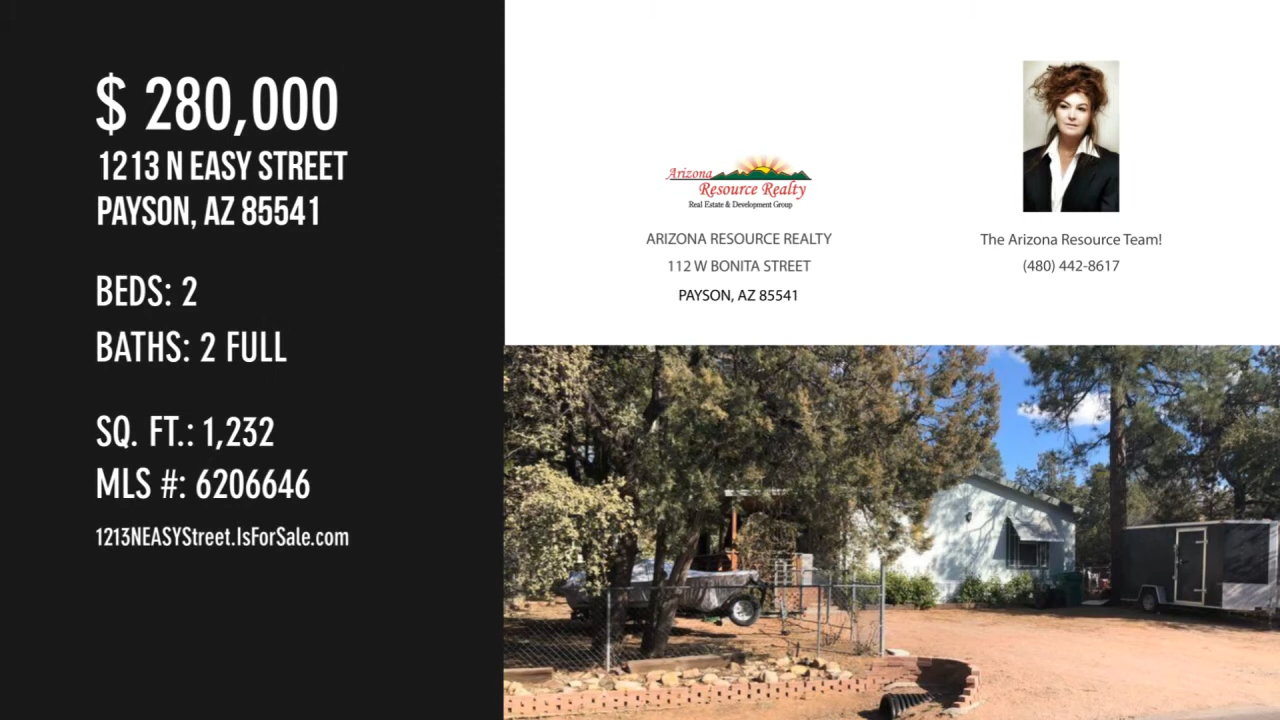 $ 280,000
1213 N EASY STREET
PAYSON, AZ 85541
BEDS: 2
BATHS: 2 FULL
SQ. FT.: 1,232
MLS #: 6206646
1213NEASYStreet.IsForSale.com
Arizona
Resource Realty
Real Estate & Development Group
ARIZONA RESOURCE REALTY
112 W BONITA STREET
PAYSON, AZ 85541
The Arizona Resource Team!
(480) 442-8617